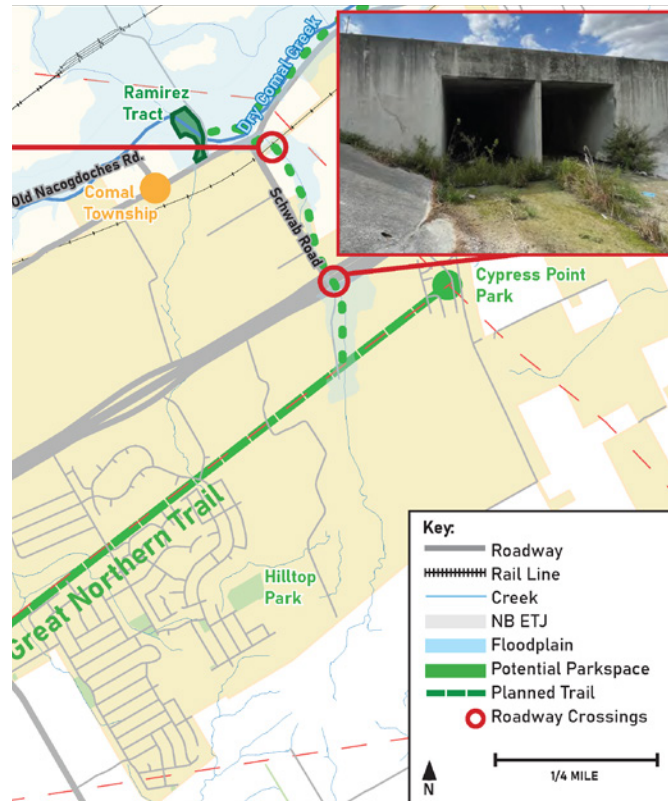 Ramirez
Tract
Dry Comal Creek
Old Nacogdoches Rd.
Comal
Township
Schwab Road
Cypress Point
Park
Great Northern Trail
Hilltop
Park
Key:
Roadway
Rail Line
Creek
NB ETJ
Floodplain
Potential Parkspace
Planned Trail
Roadway Crossings
N
1/4 MILE